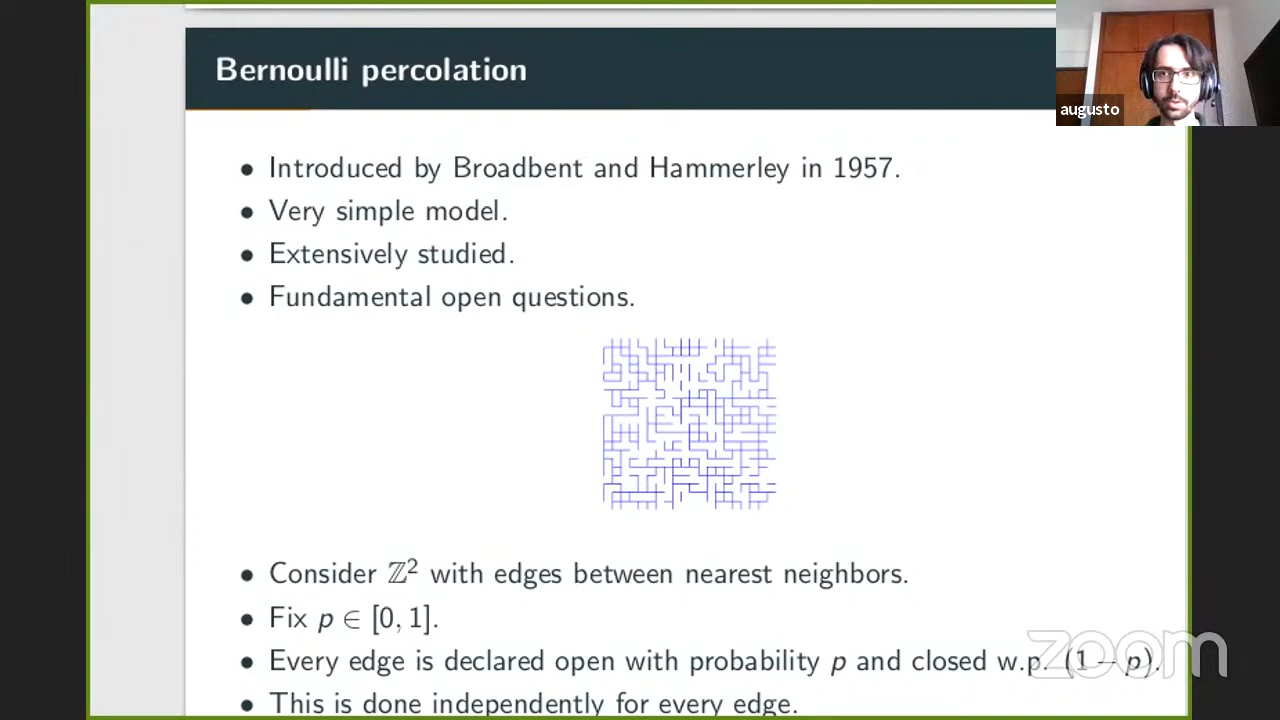 Bernoulli percolation
augusto
• Introduced by Broadbent and Hammerley in 1957.
• Very simple model.
• Extensively studied.
• Fundamental open questions.
• Consider ℤ² with edges between nearest neighbors.
• Fix p ∈ [0, 1].
• Every edge is declared open with probability p and closed w.p. (1 − p).
• This is done independently for every edge.
zoom